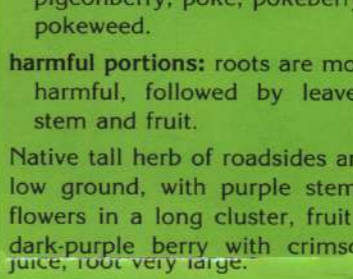 pigeonberry, poke, pokeberry
pokeweed.
harmful portions: roots are mo
harmful, followed by leave
stem and fruit.
Native tall herb of roadsides an
low ground, with purple stem
flowers in a long cluster, fruit
dark-purple berry with crimso
juice, root very large.